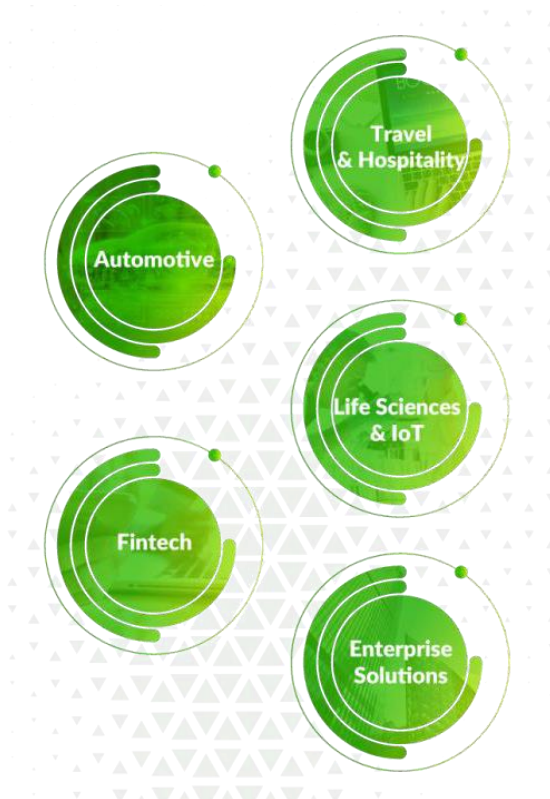 Travel
& Hospitality
Automotive
Life Sciences
& IoT
Fintech
Enterprise
Solutions